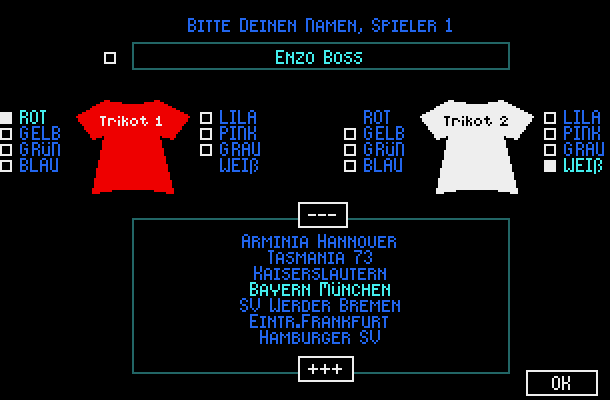 Bitte Deinen Namen, Spieler 1
Enzo Boss
ROT
GELB
GRÜN
BLAU
Trikot 1
LILA
PINK
GRAU
WEIß
ROT
GELB
GRÜN
BLAU
Trikot 2
LILA
PINK
GRAU
WEIß
---
Arminia Hannover
Tasmania 73
Kaiserslautern
Bayern München
SV Werder Bremen
Eintr.Frankfurt
Hamburger SV
+++
OK